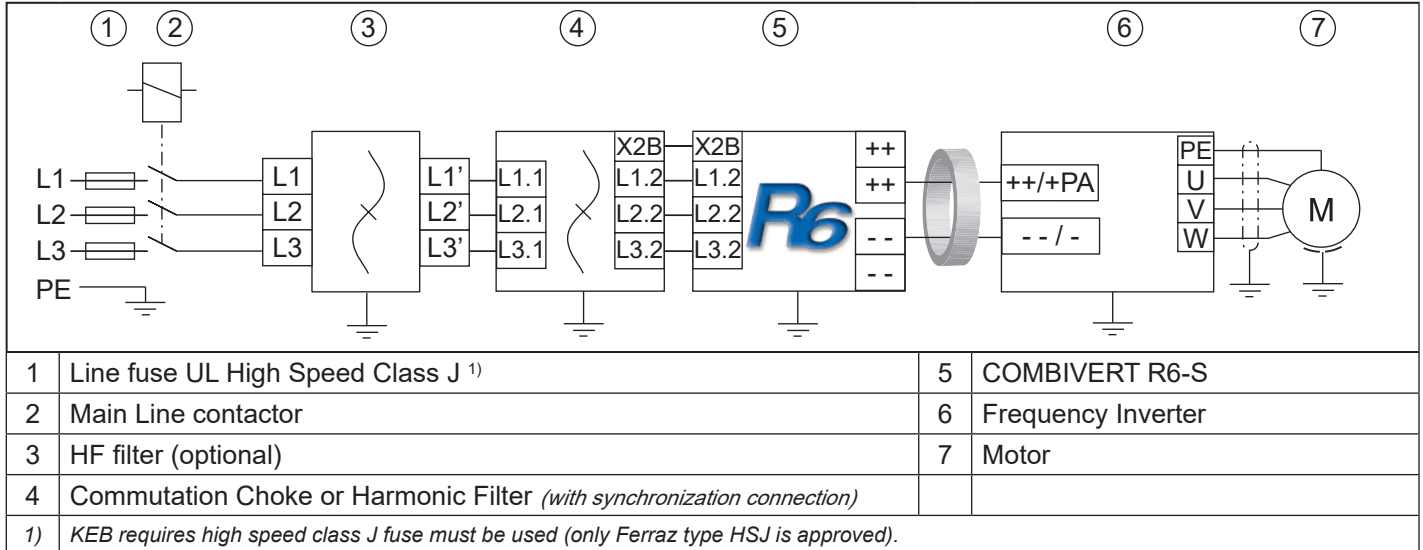 1 2 3 4 5 6 7
X2B X2B ++
L1 L1 L1' L1.1 L1.2 L1.2 ++ ++/+PA PE
L2 L2 L2' L2.1 L2.2 L2.2 R6 U
L3 L3 L3' L3.1 L3.2 L3.2 - - - - / - V M
PE - - W
1 Line fuse UL High Speed Class J 1) 5 COMBIVERT R6-S
2 Main Line contactor 6 Frequency Inverter
3 HF filter (optional) 7 Motor
4 Commutation Choke or Harmonic Filter (with synchronization connection)
1) KEB requires high speed class J fuse must be used (only Ferraz type HSJ is approved).